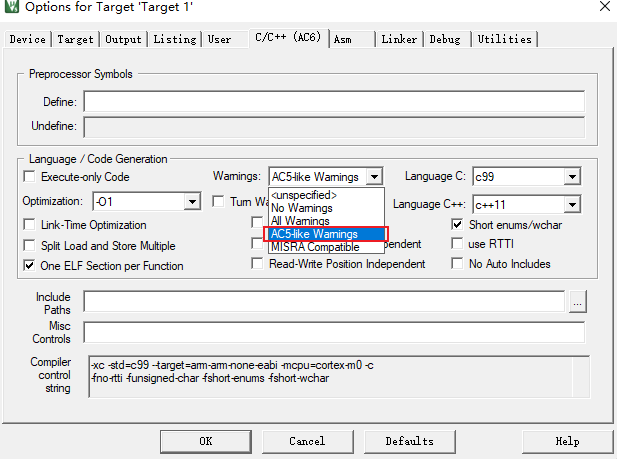 Options for Target 'Target 1'
Device Target Output Listing User C/C++ (AC6) Asm Linker Debug Utilities
Preprocessor Symbols
Define:
Undefine:
Language / Code Generation
Execute-only Code Warnings: AC5-like Warnings Language C: c99
<unspecified>
Optimization: -O1 Turn Wa No Warnings Language C++: c++11
All Warnings
Link-Time Optimization AC5-like Warnings Short enums/wchar
Split Load and Store Multiple MISRA Compatible pendent use RTTI
One ELF Section per Function Read-Write Position Independent No Auto Includes
Include
Paths ...
Misc
Controls
Compiler
control
string
-xc -std=c99 --target=arm-arm-none-eabi -mcpu=cortex-m0 -c
-fno-rtti -funsigned-char -fshort-enums -fshort-wchar
OK Cancel Defaults Help